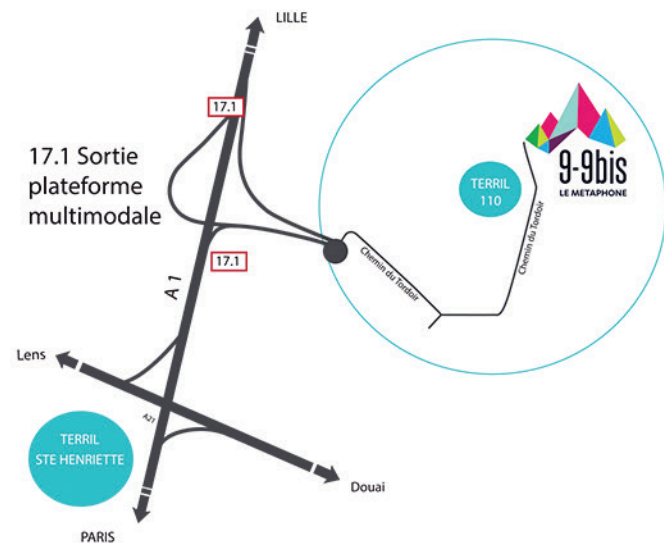 LILLE
17.1
17.1 Sortie
plateforme
multimodale
9-9bis
LE METAPHONE
TERRIL
110
Chemin du Tordoir
Chemin du Tordoir
17.1
A 1
Lens
A21
TERRIL
STE HENRIETTE
Douai
PARIS